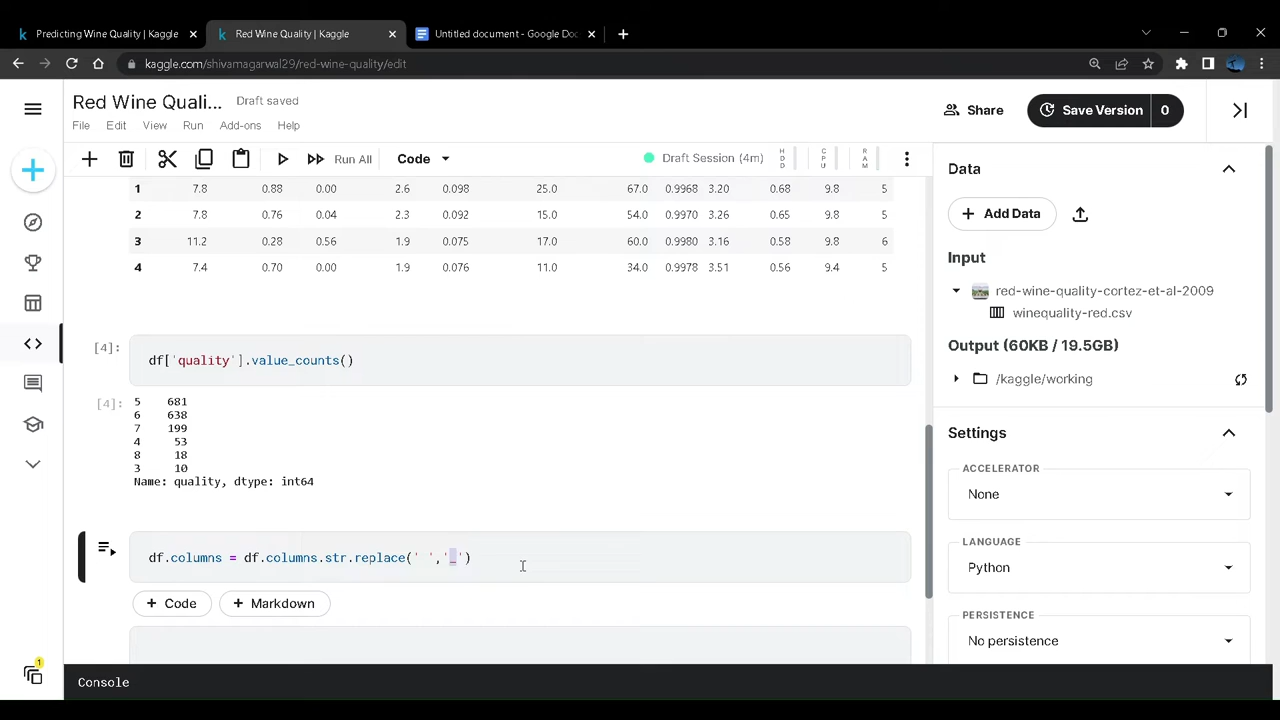 Predicting Wine Quality | Kaggle
Red Wine Quality | Kaggle
Untitled document - Google Doc
kaggle.com/shivamagarwal29/red-wine-quality/edit
Red Wine Quali... Draft saved
File Edit View Run Add-ons Help
Share
Save Version 0
Run All Code Draft Session (4m) HDD CPU RAM
1 7.8 0.88 0.00 2.6 0.098 25.0 67.0 0.9968 3.20 0.68 9.8 5
2 7.8 0.76 0.04 2.3 0.092 15.0 54.0 0.9970 3.26 0.65 9.8 5
3 11.2 0.28 0.56 1.9 0.075 17.0 60.0 0.9980 3.16 0.58 9.8 6
4 7.4 0.70 0.00 1.9 0.076 11.0 34.0 0.9978 3.51 0.56 9.4 5
[4]: df['quality'].value_counts()
[4]: 5 681
6 638
7 199
4 53
8 18
3 10
Name: quality, dtype: int64
df.columns = df.columns.str.replace(' ','_')
+ Code + Markdown
Data
+ Add Data
Input
red-wine-quality-cortez-et-al-2009
winequality-red.csv
Output (60KB / 19.5GB)
/kaggle/working
Settings
ACCELERATOR
None
LANGUAGE
Python
PERSISTENCE
No persistence
1
Console